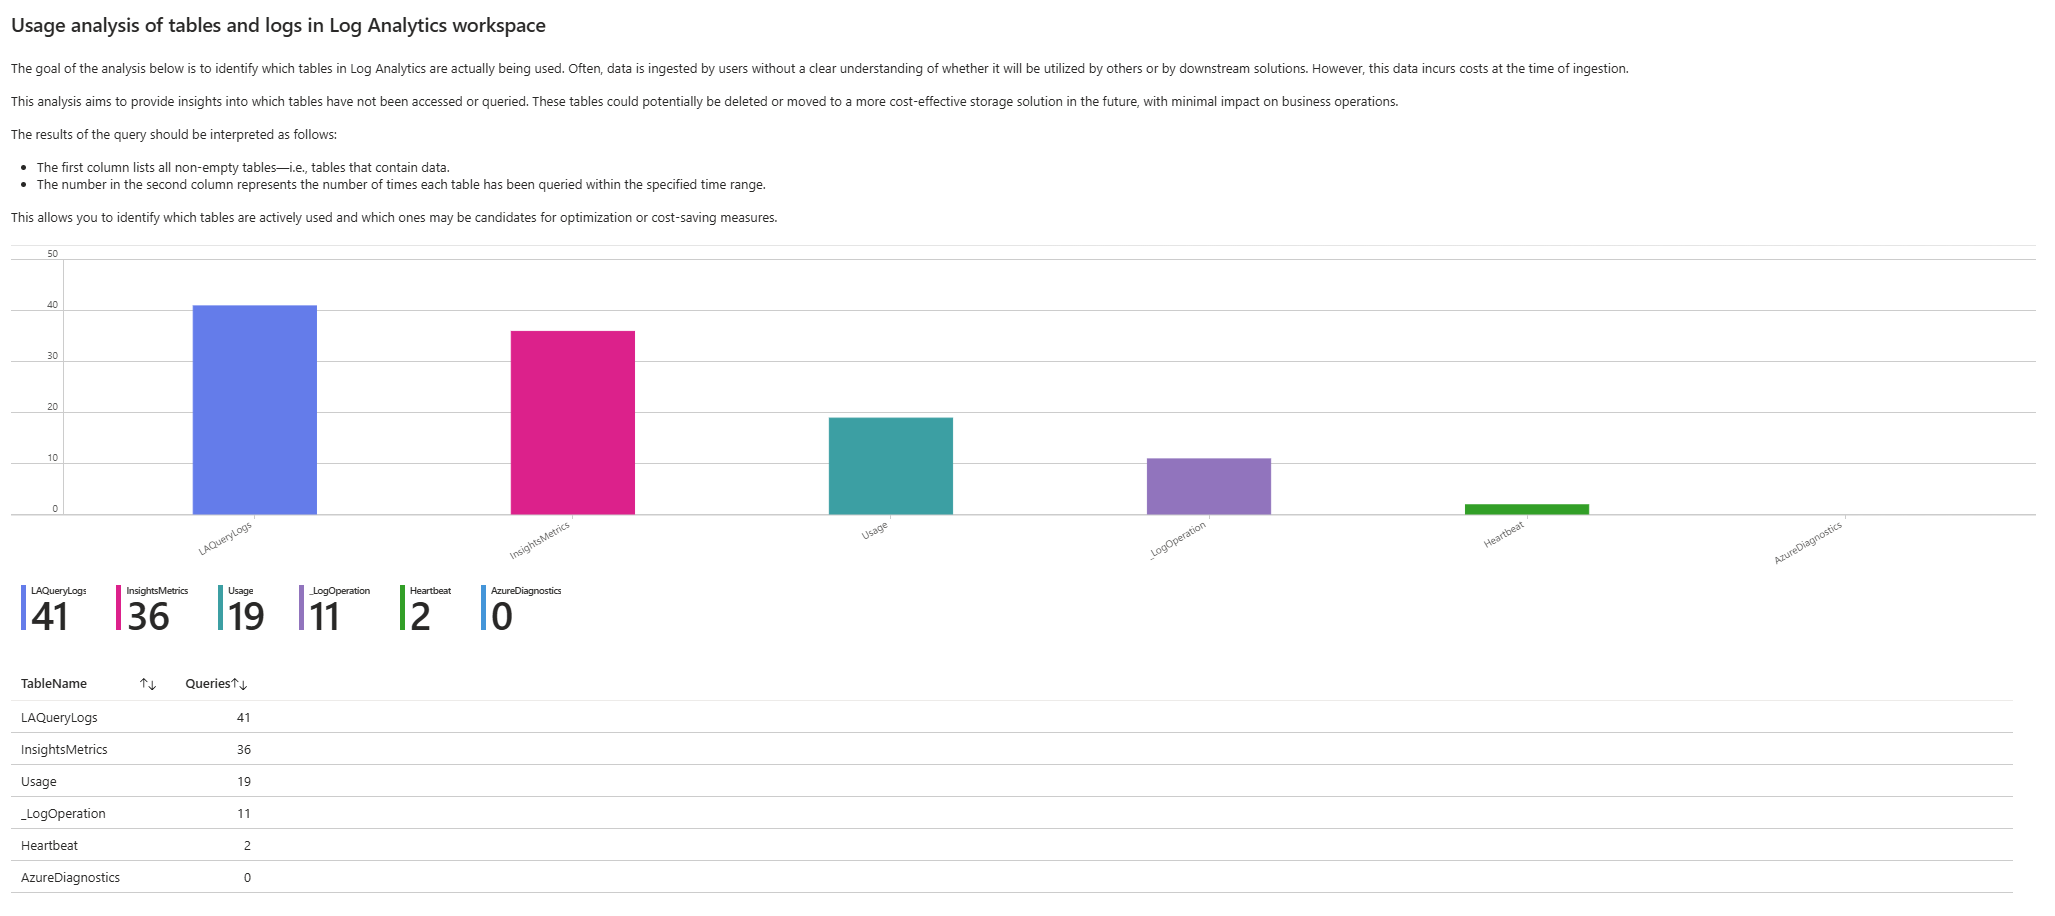 Usage analysis of tables and logs in Log Analytics workspace
The goal of the analysis below is to identify which tables in Log Analytics are actually being used. Often, data is ingested by users without a clear understanding of whether it will be utilized by others or by downstream solutions. However, this data incurs costs at the time of ingestion.
This analysis aims to provide insights into which tables have not been accessed or queried. These tables could potentially be deleted or moved to a more cost-effective storage solution in the future, with minimal impact on business operations.
The results of the query should be interpreted as follows:
• The first column lists all non-empty tables—i.e., tables that contain data.
• The number in the second column represents the number of times each table has been queried within the specified time range.
This allows you to identify which tables are actively used and which ones may be candidates for optimization or cost-saving measures.
50
40
30
20
10
0
LAQueryLogs InsightsMetrics Usage _LogOperation Heartbeat AzureDiagnostics
LAQueryLogs InsightsMetrics Usage _LogOperation Heartbeat AzureDiagnostics
41 36 19 11 2 0
TableName ↑↓ Queries↑↓
LAQueryLogs 41
InsightsMetrics 36
Usage 19
_LogOperation 11
Heartbeat 2
AzureDiagnostics 0